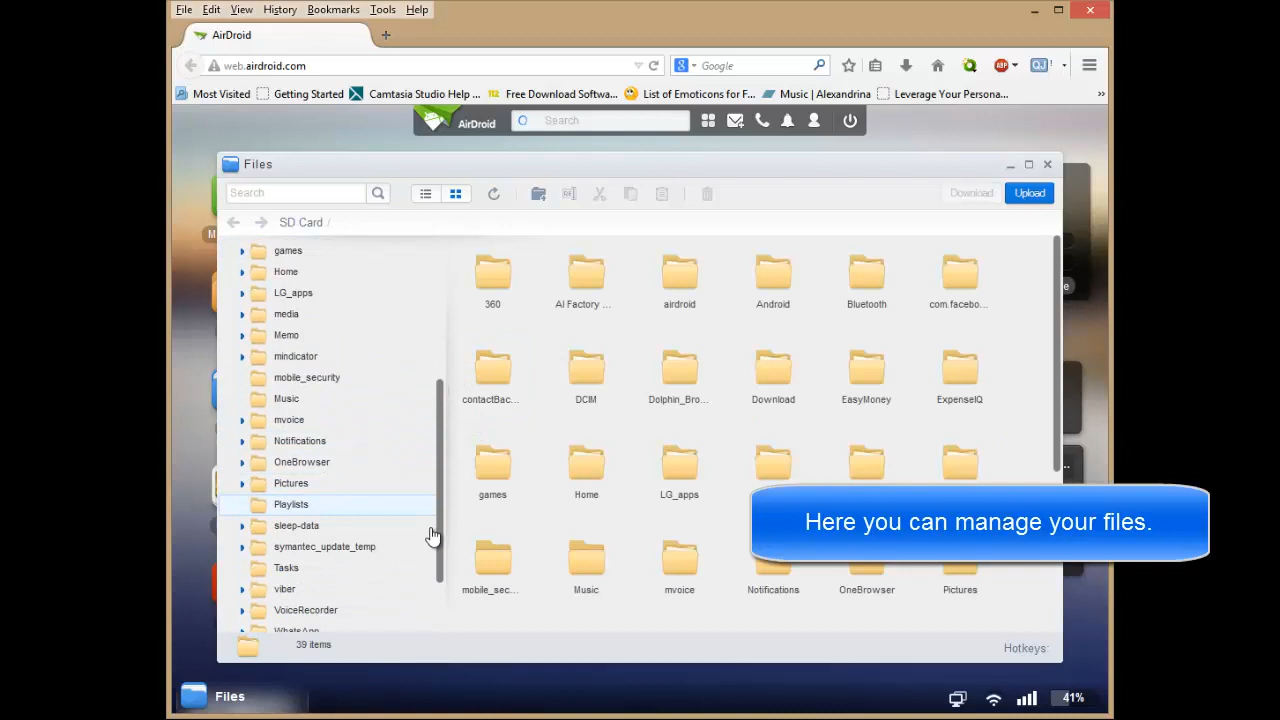 File Edit View History Bookmarks Tools Help
AirDroid
web.airdroid.com
Google
ABP
QJ !
Most Visited Getting Started Camtasia Studio Help ... Free Download Softwa... List of Emoticons for F... Music | Alexandrina Leverage Your Persona...
AirDroid Search
Files
Search
Download Upload
SD Card /
games
Home
LG_apps
media
Memo
mindicator
mobile_security
Music
mvoice
Notifications
OneBrowser
Pictures
Playlists
sleep-data
symantec_update_temp
Tasks
viber
VoiceRecorder
WhatsApp
360 AI Factory ... airdroid Android Bluetooth com.facebo...
contactBac... DCIM Dolphin_Bro... Download EasyMoney ExpenseIQ
games Home LG_apps
Here you can manage your files.
mobile_sec... Music mvoice Notifications OneBrowser Pictures
39 items
Hotkeys:
Files
41%